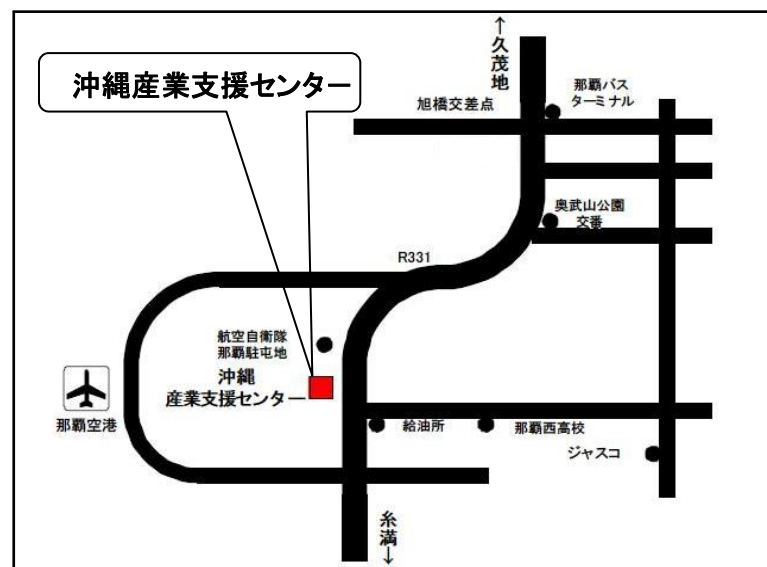 ↑久茂地
沖縄産業支援センター
那覇バス
ターミナル
旭橋交差点
奥武山公園
交番
R331
航空自衛隊
那覇駐屯地
沖縄
産業支援センター
那覇空港
給油所
那覇西高校
ジャスコ
糸満↓